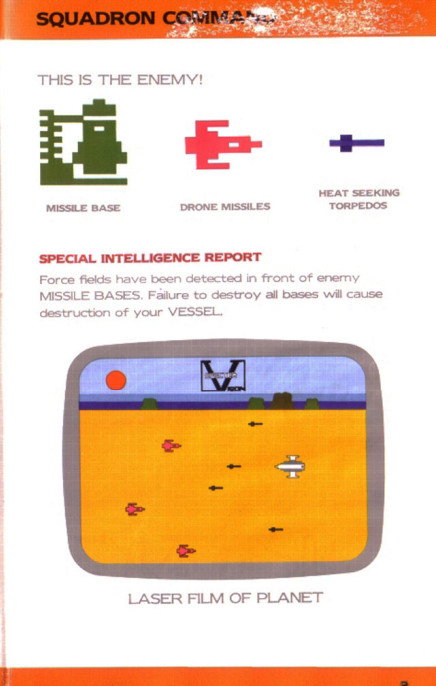 SQUADRON COMMAND
THIS IS THE ENEMY!
MISSILE BASE
DRONE MISSILES
HEAT SEEKING
TORPEDOS
SPECIAL INTELLIGENCE REPORT
Force fields have been detected in front of enemy
MISSILE BASES. Failure to destroy all bases will cause
destruction of your VESSEL.
LASER FILM OF PLANET
3